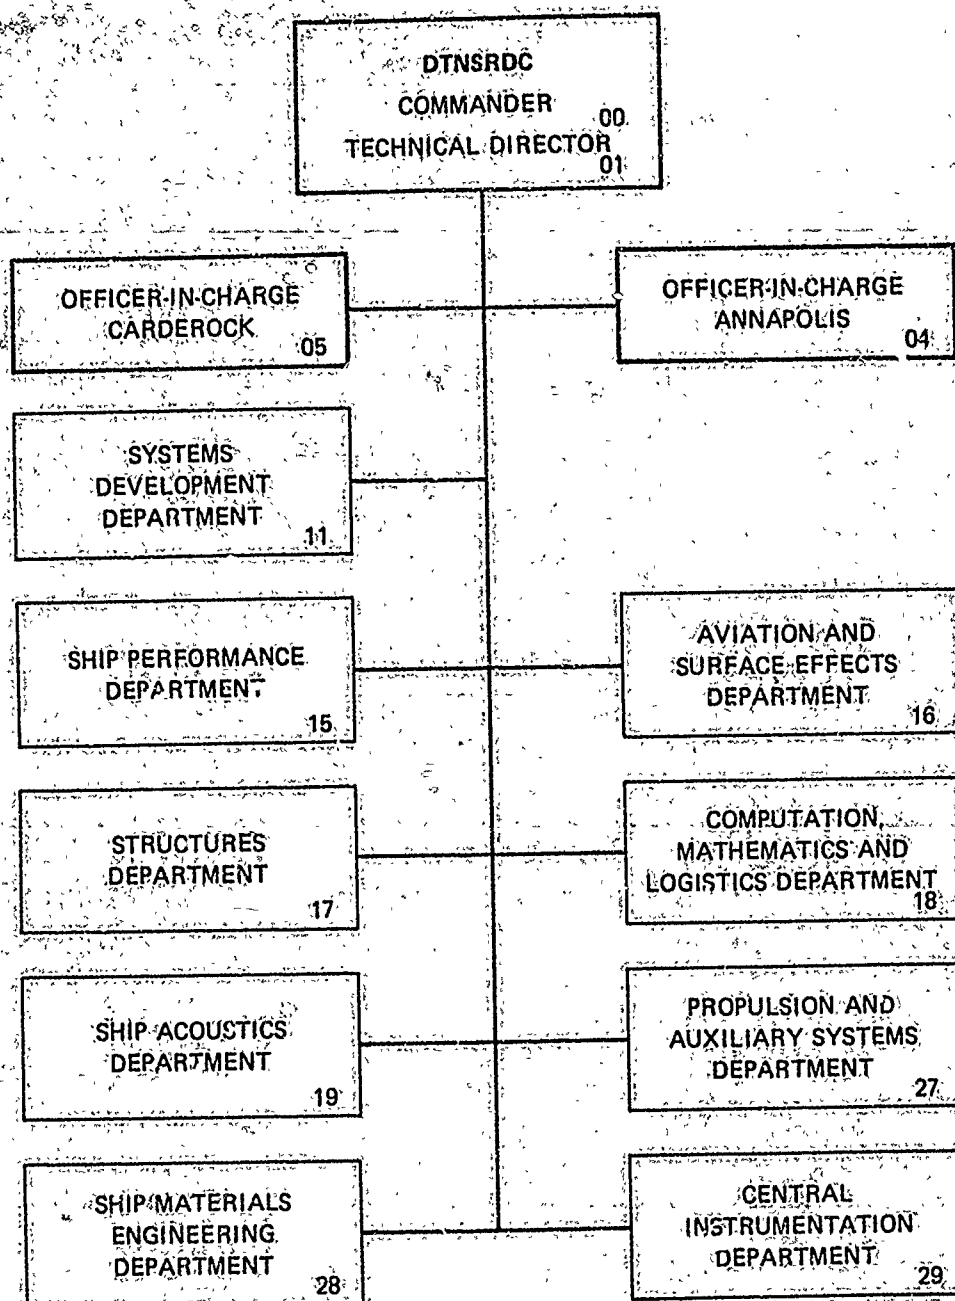 DTNSRDC
COMMANDER 00
TECHNICAL DIRECTOR 01
OFFICER-IN-CHARGE
CARDEROCK
05
OFFICER-IN-CHARGE
ANNAPOLIS
04
SYSTEMS
DEVELOPMENT
DEPARTMENT
11
SHIP PERFORMANCE
DEPARTMENT
15
AVIATION AND
SURFACE EFFECTS
DEPARTMENT
16
STRUCTURES
DEPARTMENT
17
COMPUTATION,
MATHEMATICS AND
LOGISTICS DEPARTMENT
18
SHIP ACOUSTICS
DEPARTMENT
19
PROPULSION AND
AUXILIARY SYSTEMS
DEPARTMENT
27
SHIP MATERIALS
ENGINEERING
DEPARTMENT
28
CENTRAL
INSTRUMENTATION
DEPARTMENT
29